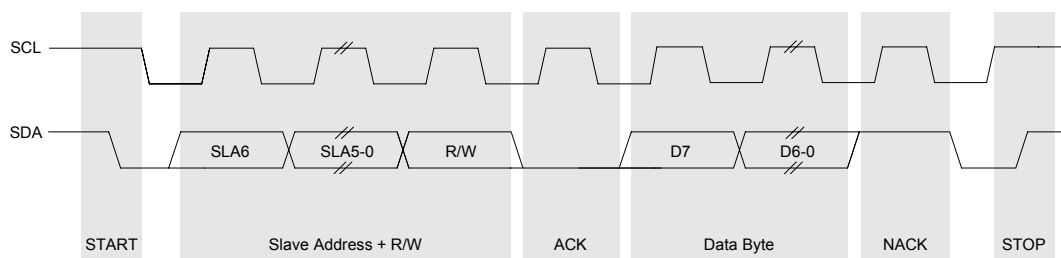 SCL
SDA
SLA6 SLA5-0 R/W D7 D6-0
START Slave Address + R/W ACK Data Byte NACK STOP